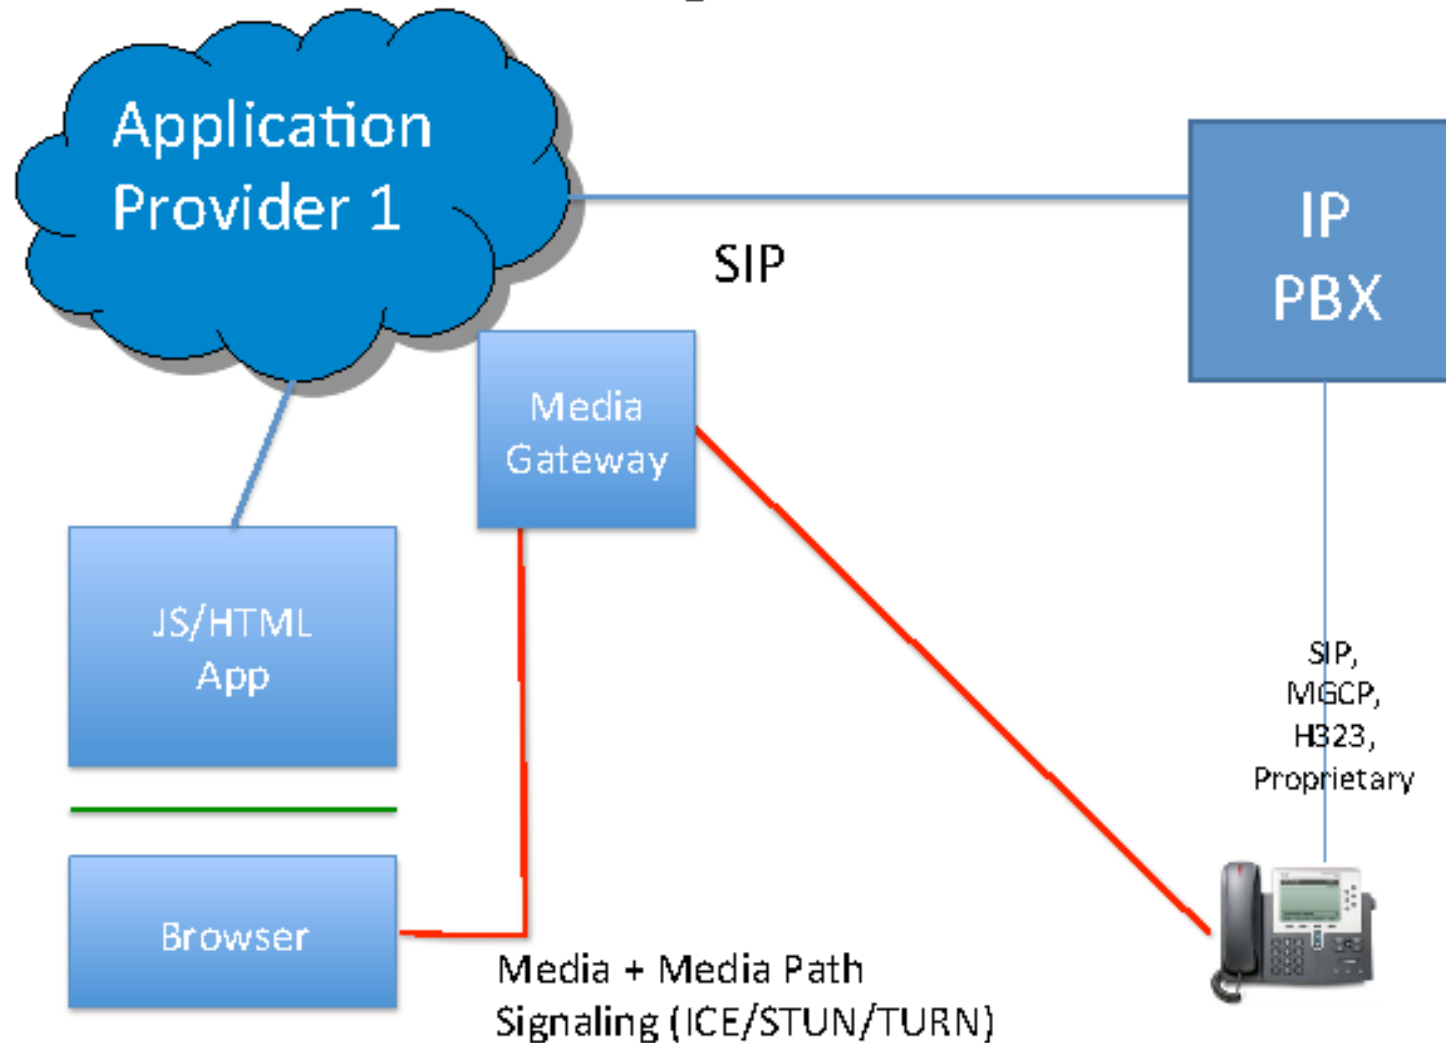 Application
Provider 1
IP
PBX
SIP
Media
Gateway
JS/HTML
App
SIP,
MGCP,
H323,
Proprietary
Browser
Media + Media Path
Signaling (ICE/STUN/TURN)